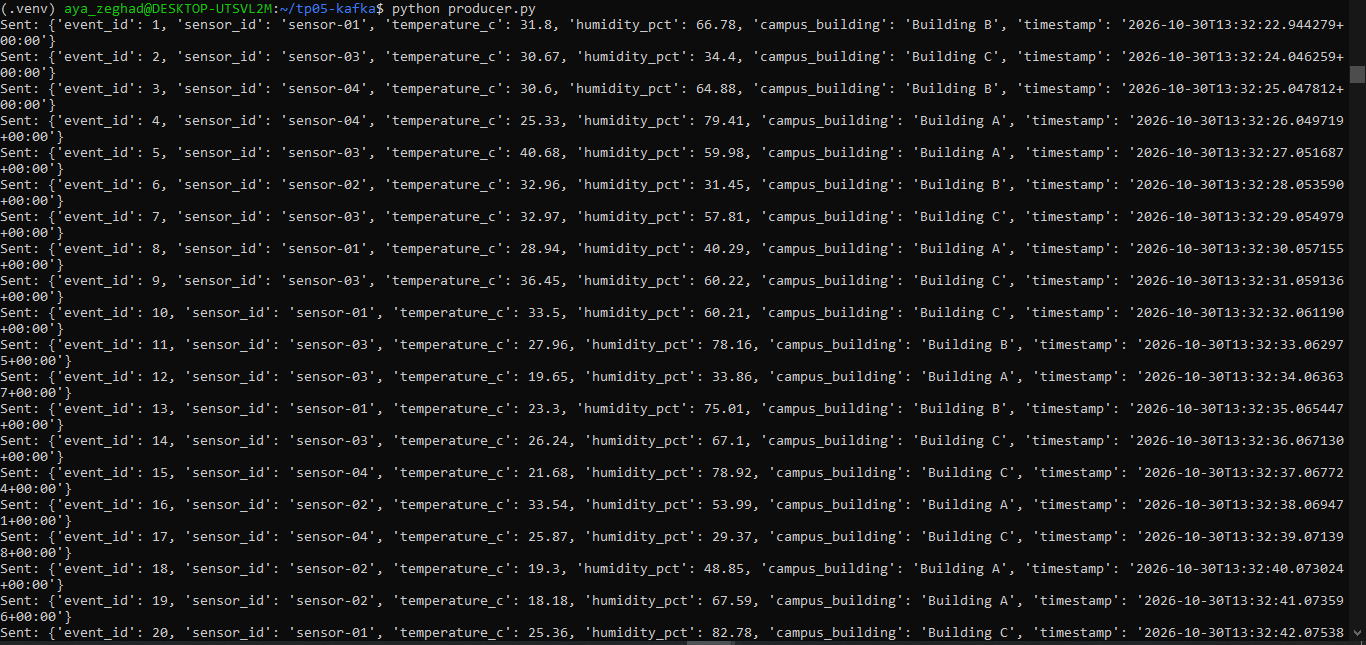 (.venv) aya_zeghad@DESKTOP-UTSVL2M:~/tp05-kafka$ python producer.py
Sent: {'event_id': 1, 'sensor_id': 'sensor-01', 'temperature_c': 31.8, 'humidity_pct': 66.78, 'campus_building': 'Building B', 'timestamp': '2026-10-30T13:32:22.944279+
00:00'}
Sent: {'event_id': 2, 'sensor_id': 'sensor-03', 'temperature_c': 30.67, 'humidity_pct': 34.4, 'campus_building': 'Building C', 'timestamp': '2026-10-30T13:32:24.046259+
00:00'}
Sent: {'event_id': 3, 'sensor_id': 'sensor-04', 'temperature_c': 30.6, 'humidity_pct': 64.88, 'campus_building': 'Building B', 'timestamp': '2026-10-30T13:32:25.047812+
00:00'}
Sent: {'event_id': 4, 'sensor_id': 'sensor-04', 'temperature_c': 25.33, 'humidity_pct': 79.41, 'campus_building': 'Building A', 'timestamp': '2026-10-30T13:32:26.049719
+00:00'}
Sent: {'event_id': 5, 'sensor_id': 'sensor-03', 'temperature_c': 40.68, 'humidity_pct': 59.98, 'campus_building': 'Building A', 'timestamp': '2026-10-30T13:32:27.051687
+00:00'}
Sent: {'event_id': 6, 'sensor_id': 'sensor-02', 'temperature_c': 32.96, 'humidity_pct': 31.45, 'campus_building': 'Building B', 'timestamp': '2026-10-30T13:32:28.053590
+00:00'}
Sent: {'event_id': 7, 'sensor_id': 'sensor-03', 'temperature_c': 32.97, 'humidity_pct': 57.81, 'campus_building': 'Building C', 'timestamp': '2026-10-30T13:32:29.054979
+00:00'}
Sent: {'event_id': 8, 'sensor_id': 'sensor-01', 'temperature_c': 28.94, 'humidity_pct': 40.29, 'campus_building': 'Building A', 'timestamp': '2026-10-30T13:32:30.057155
+00:00'}
Sent: {'event_id': 9, 'sensor_id': 'sensor-03', 'temperature_c': 36.45, 'humidity_pct': 60.22, 'campus_building': 'Building C', 'timestamp': '2026-10-30T13:32:31.059136
+00:00'}
Sent: {'event_id': 10, 'sensor_id': 'sensor-01', 'temperature_c': 33.5, 'humidity_pct': 60.21, 'campus_building': 'Building C', 'timestamp': '2026-10-30T13:32:32.061190
+00:00'}
Sent: {'event_id': 11, 'sensor_id': 'sensor-03', 'temperature_c': 27.96, 'humidity_pct': 78.16, 'campus_building': 'Building B', 'timestamp': '2026-10-30T13:32:33.06297
5+00:00'}
Sent: {'event_id': 12, 'sensor_id': 'sensor-03', 'temperature_c': 19.65, 'humidity_pct': 33.86, 'campus_building': 'Building A', 'timestamp': '2026-10-30T13:32:34.06363
7+00:00'}
Sent: {'event_id': 13, 'sensor_id': 'sensor-01', 'temperature_c': 23.3, 'humidity_pct': 75.01, 'campus_building': 'Building B', 'timestamp': '2026-10-30T13:32:35.065447
+00:00'}
Sent: {'event_id': 14, 'sensor_id': 'sensor-03', 'temperature_c': 26.24, 'humidity_pct': 67.1, 'campus_building': 'Building C', 'timestamp': '2026-10-30T13:32:36.067130
+00:00'}
Sent: {'event_id': 15, 'sensor_id': 'sensor-04', 'temperature_c': 21.68, 'humidity_pct': 78.92, 'campus_building': 'Building C', 'timestamp': '2026-10-30T13:32:37.06772
4+00:00'}
Sent: {'event_id': 16, 'sensor_id': 'sensor-02', 'temperature_c': 33.54, 'humidity_pct': 53.99, 'campus_building': 'Building A', 'timestamp': '2026-10-30T13:32:38.06947
1+00:00'}
Sent: {'event_id': 17, 'sensor_id': 'sensor-04', 'temperature_c': 25.87, 'humidity_pct': 29.37, 'campus_building': 'Building C', 'timestamp': '2026-10-30T13:32:39.07139
8+00:00'}
Sent: {'event_id': 18, 'sensor_id': 'sensor-02', 'temperature_c': 19.3, 'humidity_pct': 48.85, 'campus_building': 'Building A', 'timestamp': '2026-10-30T13:32:40.073024
+00:00'}
Sent: {'event_id': 19, 'sensor_id': 'sensor-02', 'temperature_c': 18.18, 'humidity_pct': 67.59, 'campus_building': 'Building A', 'timestamp': '2026-10-30T13:32:41.07359
6+00:00'}
Sent: {'event_id': 20, 'sensor_id': 'sensor-01', 'temperature_c': 25.36, 'humidity_pct': 82.78, 'campus_building': 'Building C', 'timestamp': '2026-10-30T13:32:42.07538